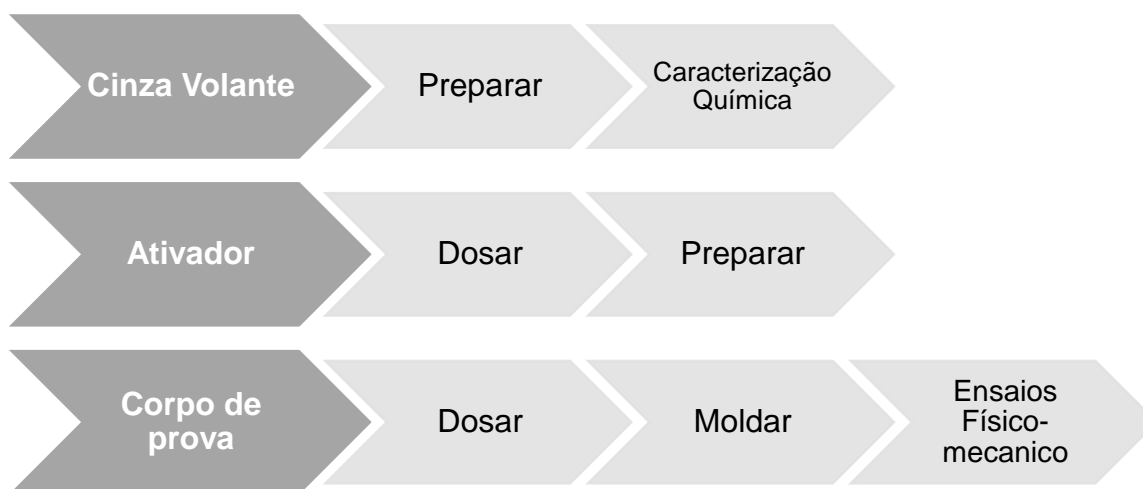 Cinza Volante
Preparar
Caracterização
Química
Ativador
Dosar
Preparar
Corpo de
prova
Dosar
Moldar
Ensaios
Físico-
mecanico